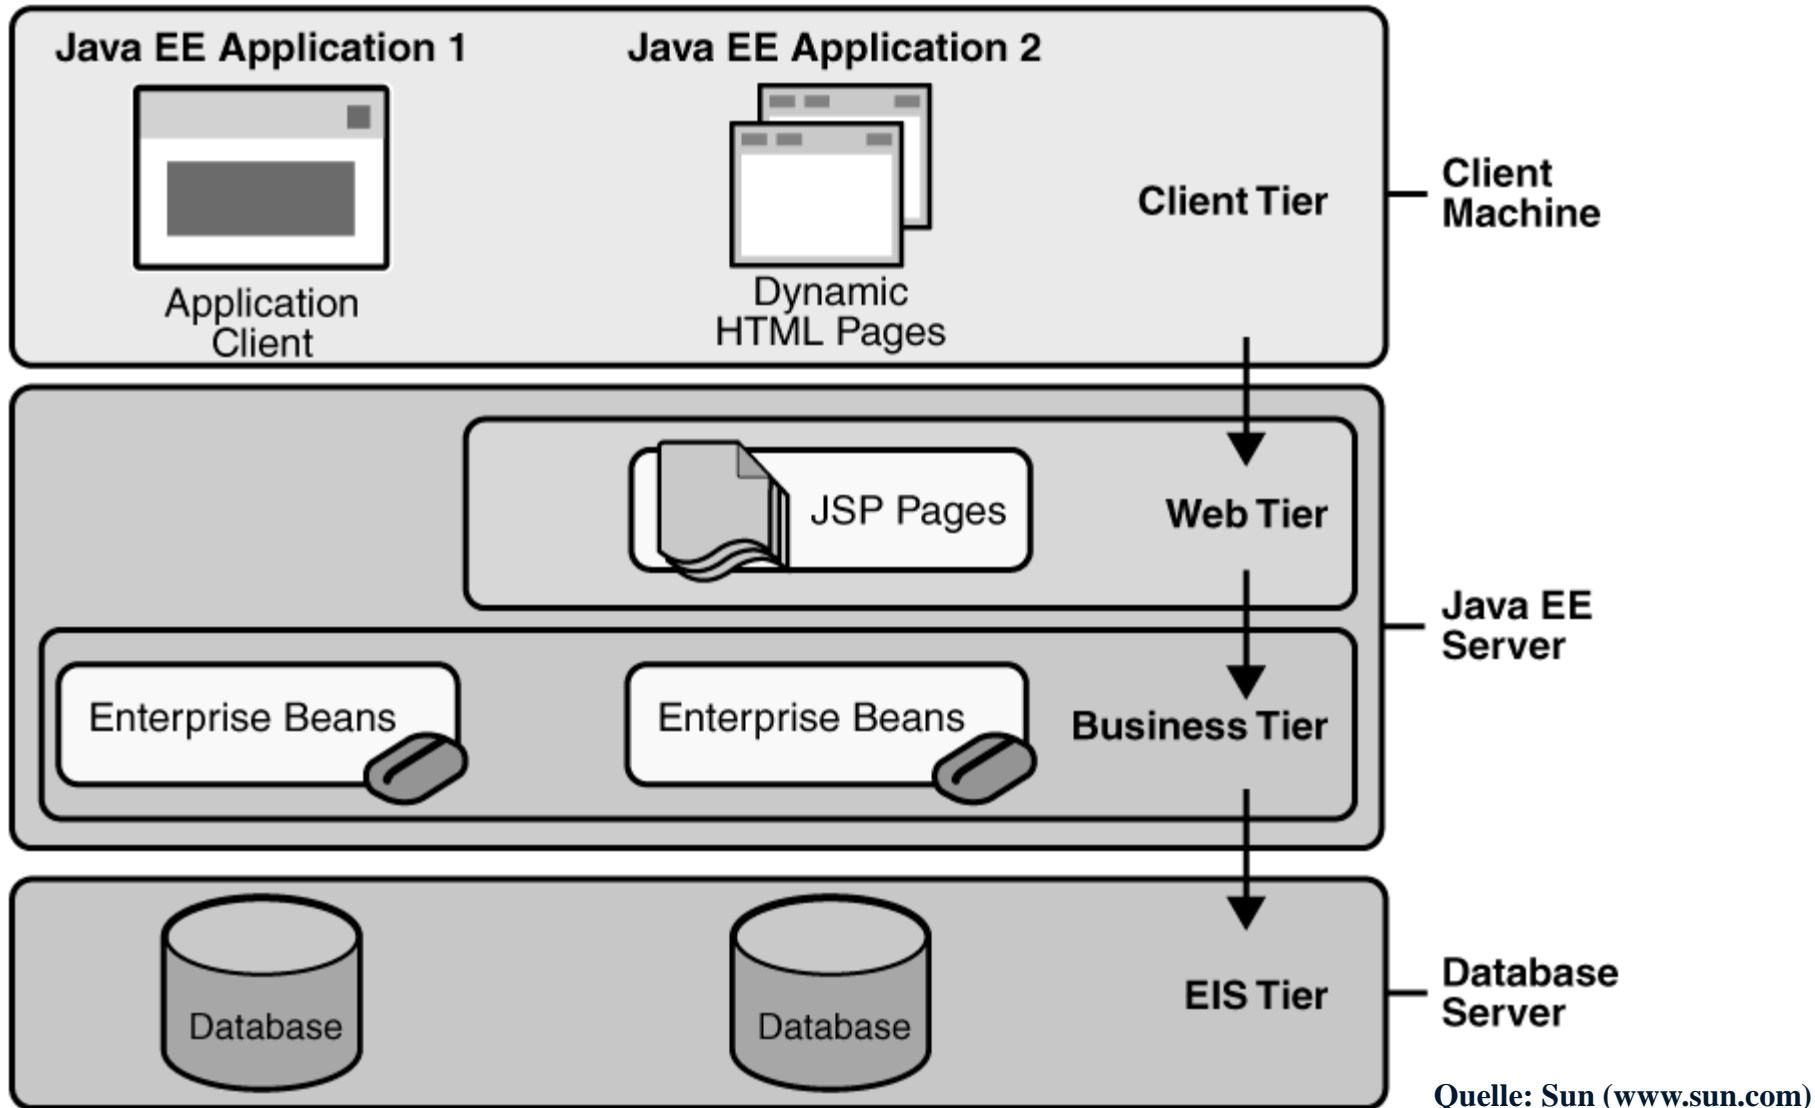 Java EE Application 1
Java EE Application 2
Application
Client
Dynamic
HTML Pages
Client Tier
Client
Machine
JSP Pages
Web Tier
Java EE
Server
Enterprise Beans
Enterprise Beans
Business Tier
Database
Database
EIS Tier
Database
Server
Quelle: Sun (www.sun.com)